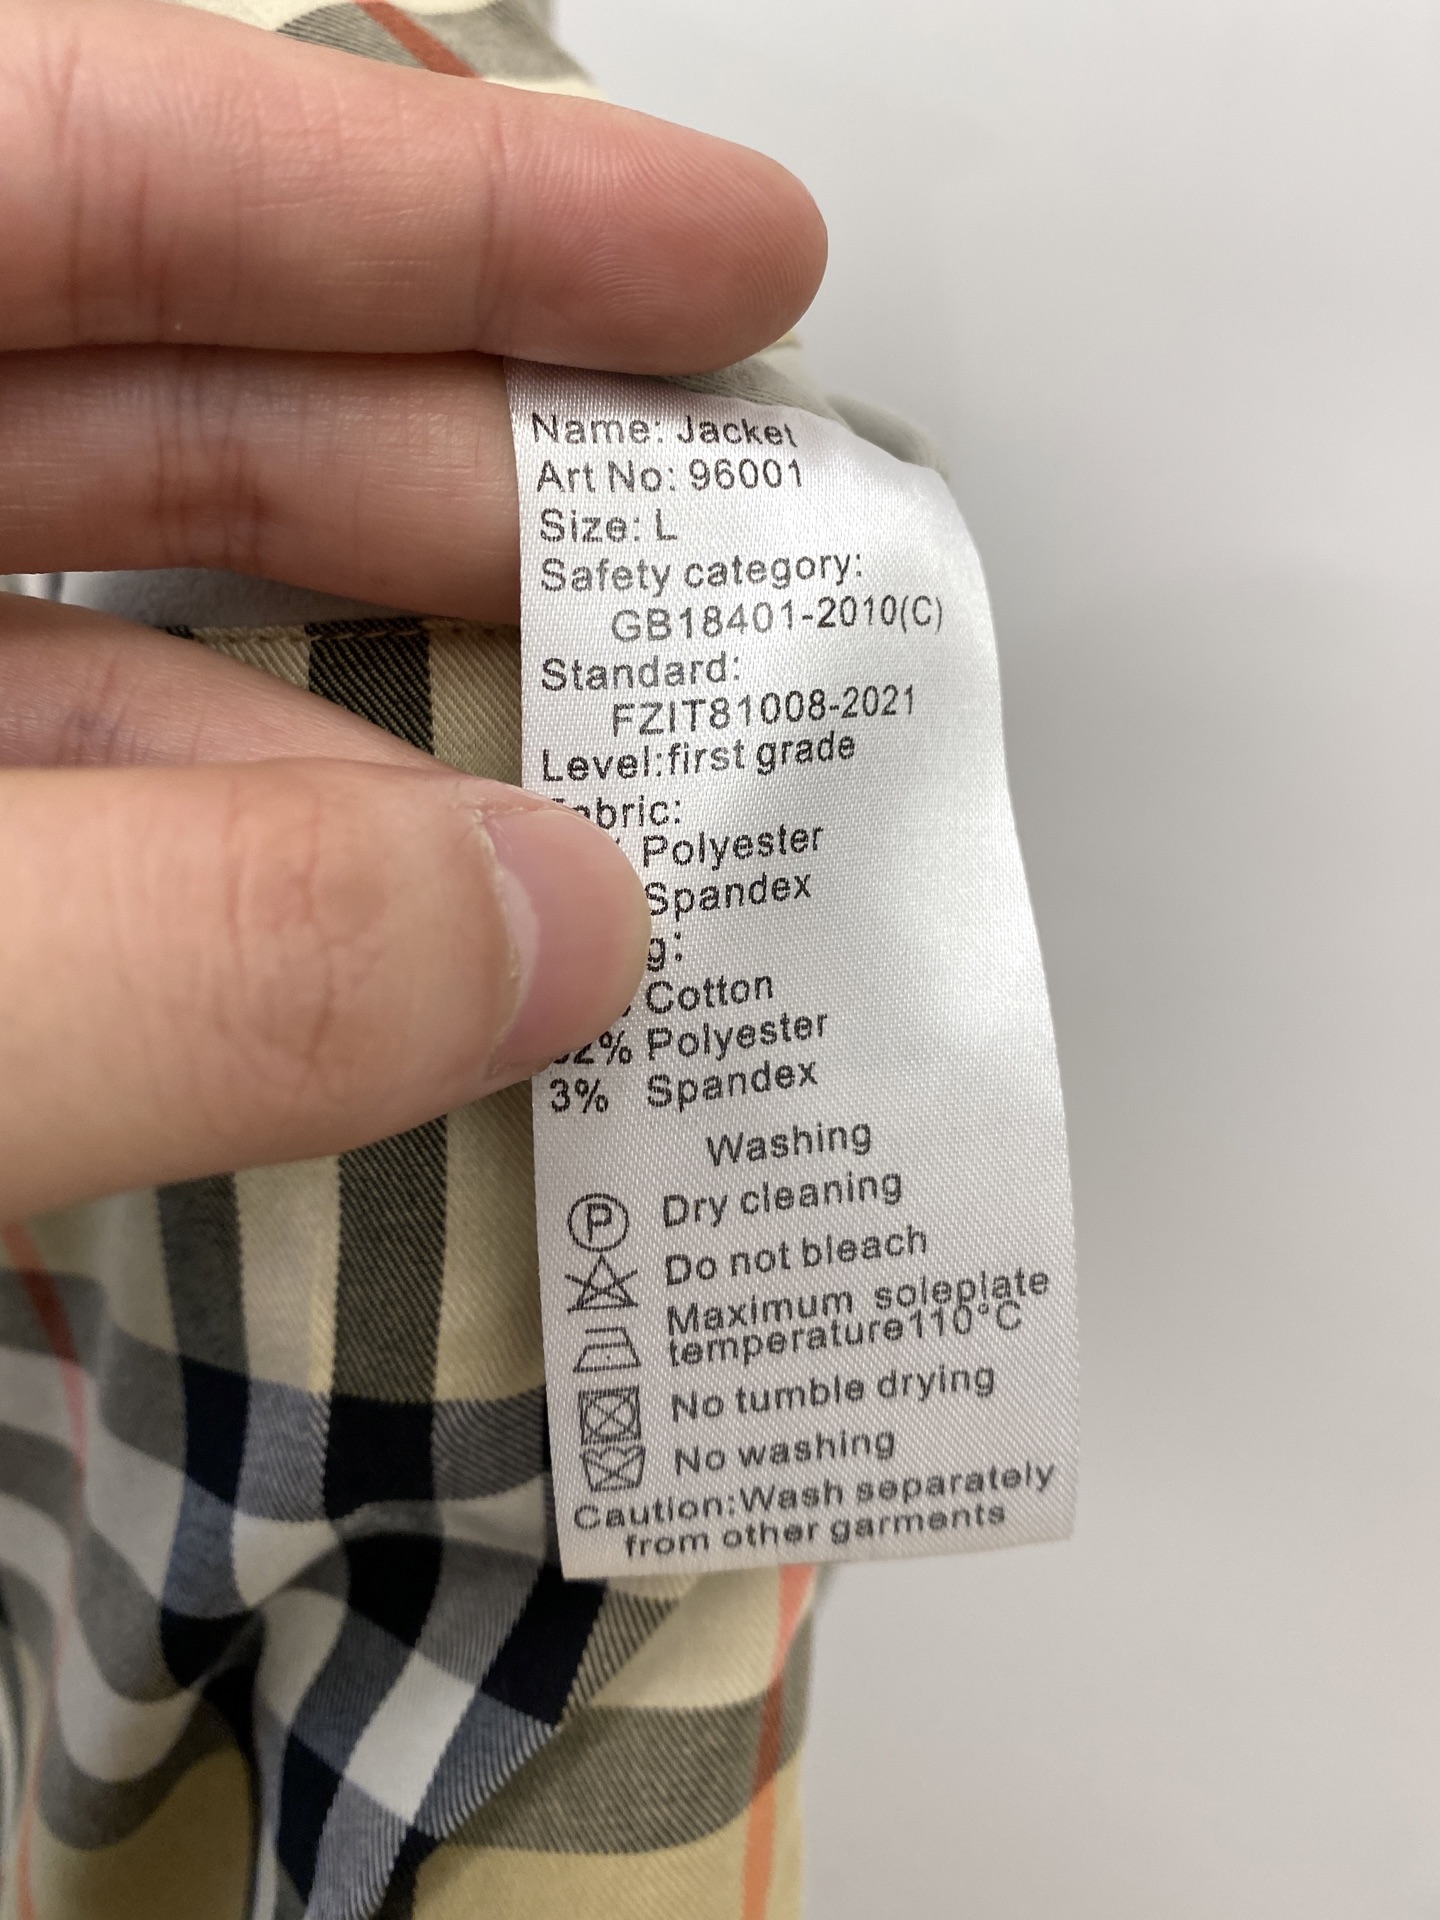 Name: Jacket
Art No: 96001
Size: L
Safety category:
GB18401-2010(C)
Standard:
FZIT81008-2021
Level:first grade
Polyester
Spandex
Cotton
Polyester
3% Spandex
Washing
P Dry cleaning
Do not bleach
Maximum soleplate
temperature110°C
No tumble drying
No washing
Caution:Wash separately
from other garments